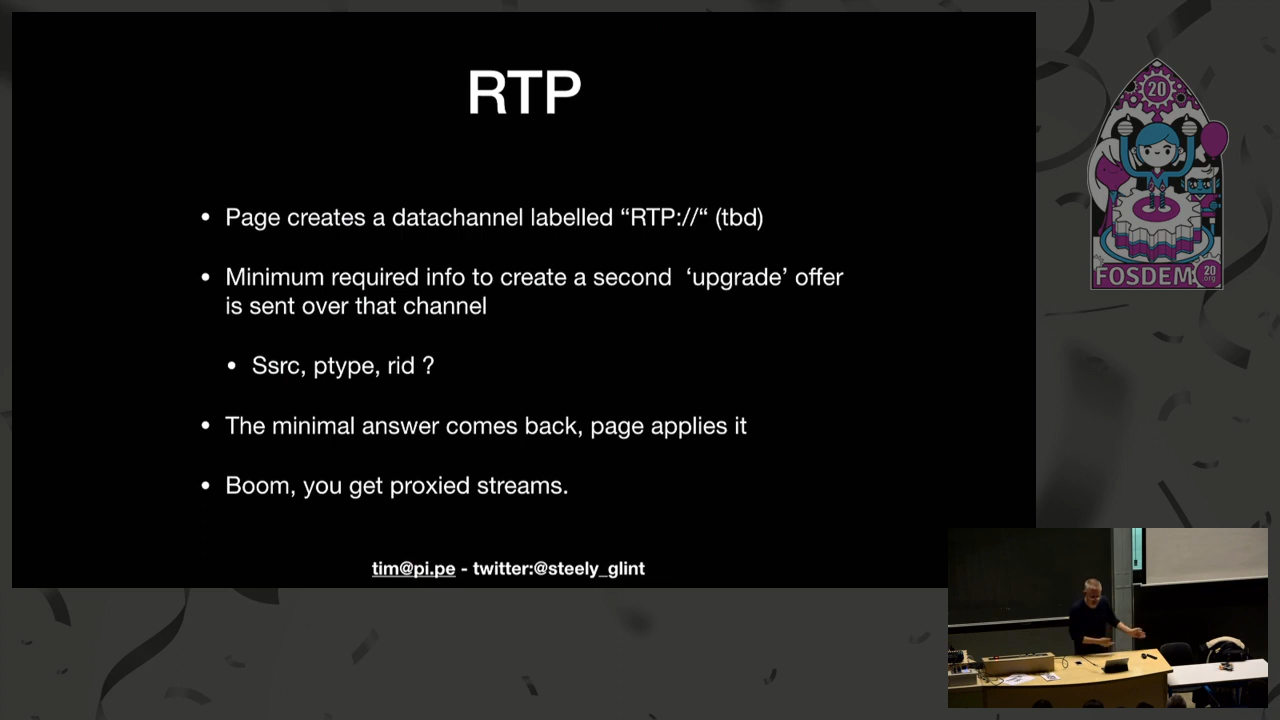 RTP
• Page creates a datachannel labelled “RTP://“ (tbd)
• Minimum required info to create a second ‘upgrade’ offer
is sent over that channel
• Ssrc, ptype, rid ?
• The minimal answer comes back, page applies it
• Boom, you get proxied streams.
tim@pi.pe - twitter:@steely_glint
20
FOSDEM 20
.org